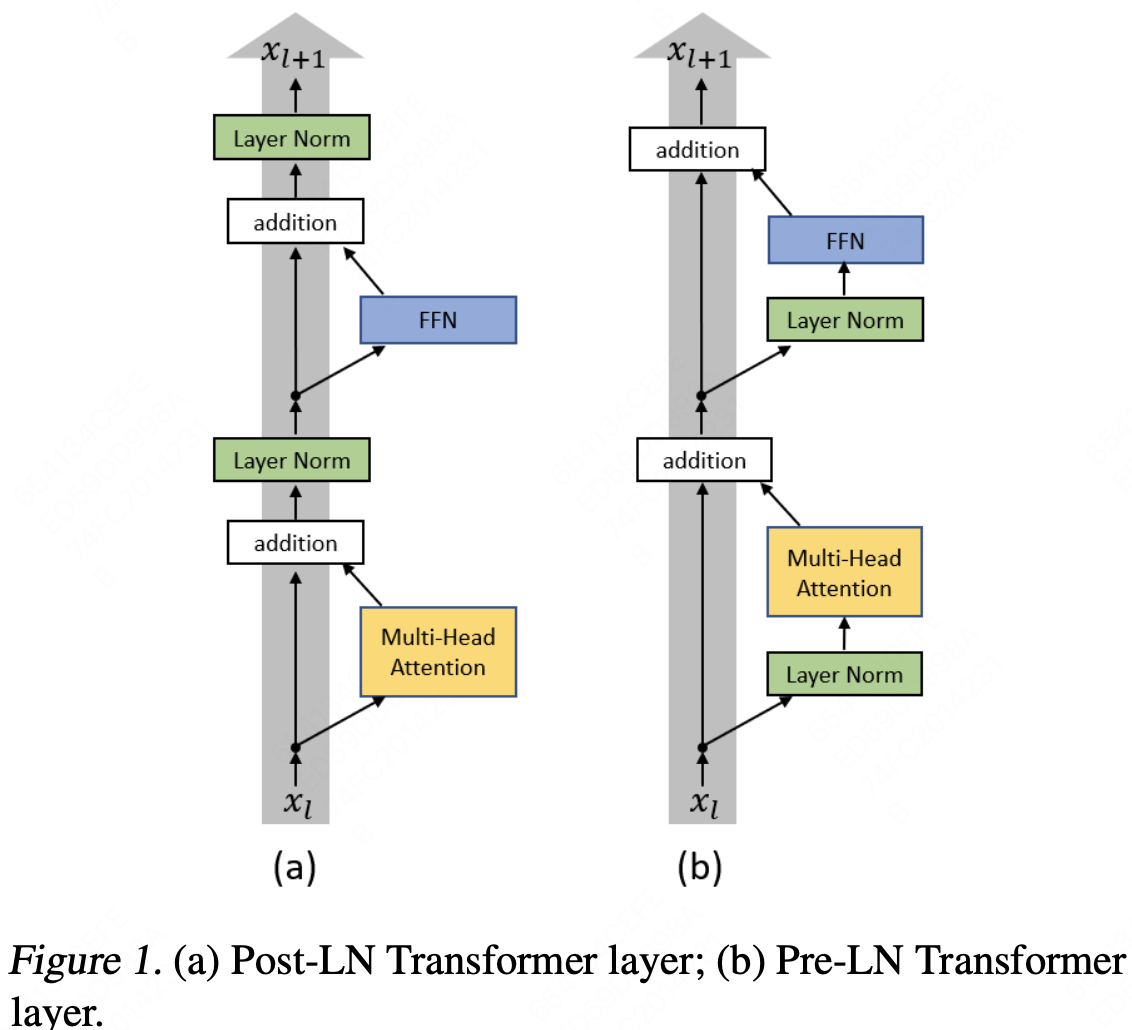 x_{l+1}
Layer Norm
addition
FFN
Layer Norm
addition
Multi-Head
Attention
x_l
(a)
x_{l+1}
addition
FFN
Layer Norm
addition
Multi-Head
Attention
Layer Norm
x_l
(b)
Figure 1. (a) Post-LN Transformer layer; (b) Pre-LN Transformer
layer.